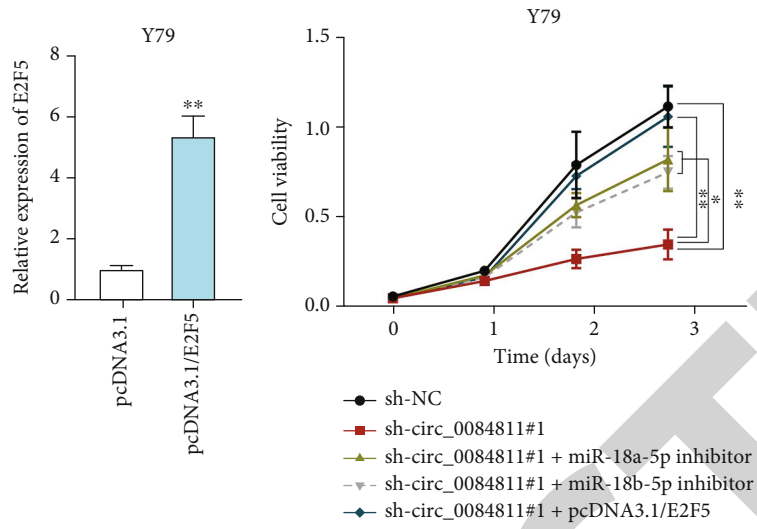 Y79
Relative expression of E2F5
8
6
4
2
0
**
pcDNA3.1
pcDNA3.1/E2F5
Y79
Cell viability
1.5
1.0
0.5
0.0
0
1
2
3
Time (days)
**
*
**
sh-NC
sh-circ_0084811#1
sh-circ_0084811#1 + miR-18a-5p inhibitor
sh-circ_0084811#1 + miR-18b-5p inhibitor
sh-circ_0084811#1 + pcDNA3.1/E2F5